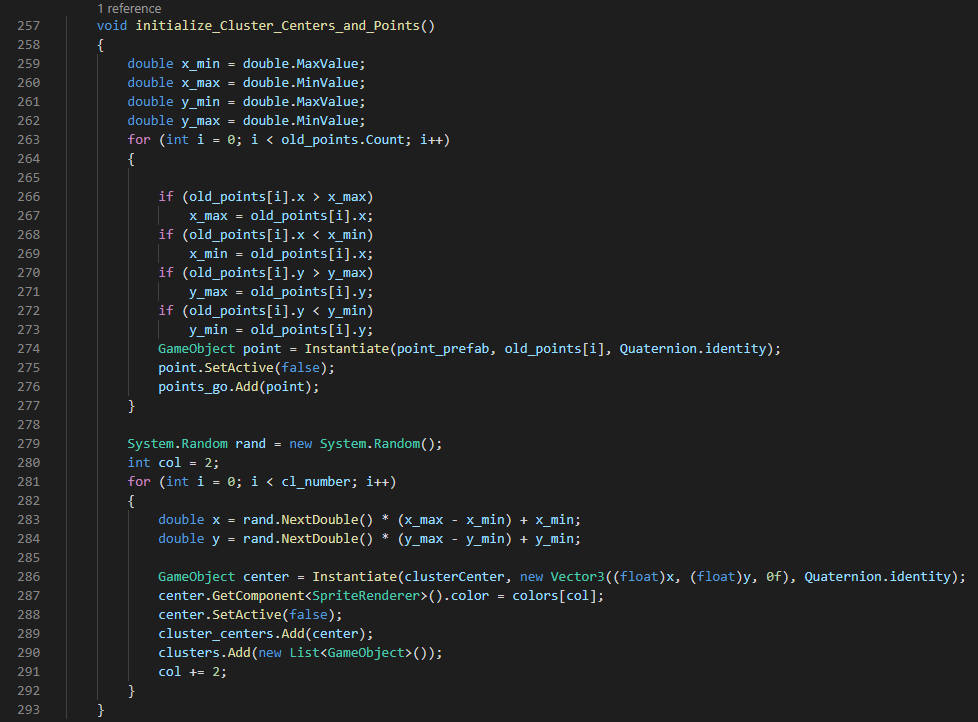 1 reference
257 void initialize_Cluster_Centers_and_Points()
258 {
259 double x_min = double.MaxValue;
260 double x_max = double.MinValue;
261 double y_min = double.MaxValue;
262 double y_max = double.MinValue;
263 for (int i = 0; i < old_points.Count; i++)
264 {
265
266 if (old_points[i].x > x_max)
267 x_max = old_points[i].x;
268 if (old_points[i].x < x_min)
269 x_min = old_points[i].x;
270 if (old_points[i].y > y_max)
271 y_max = old_points[i].y;
272 if (old_points[i].y < y_min)
273 y_min = old_points[i].y;
274 GameObject point = Instantiate(point_prefab, old_points[i], Quaternion.identity);
275 point.SetActive(false);
276 points_go.Add(point);
277 }
278
279 System.Random rand = new System.Random();
280 int col = 2;
281 for (int i = 0; i < cl_number; i++)
282 {
283 double x = rand.NextDouble() * (x_max - x_min) + x_min;
284 double y = rand.NextDouble() * (y_max - y_min) + y_min;
285
286 GameObject center = Instantiate(clusterCenter, new Vector3((float)x, (float)y, 0f), Quaternion.identity);
287 center.GetComponent<SpriteRenderer>().color = colors[col];
288 center.SetActive(false);
289 cluster_centers.Add(center);
290 clusters.Add(new List<GameObject>());
291 col += 2;
292 }
293 }